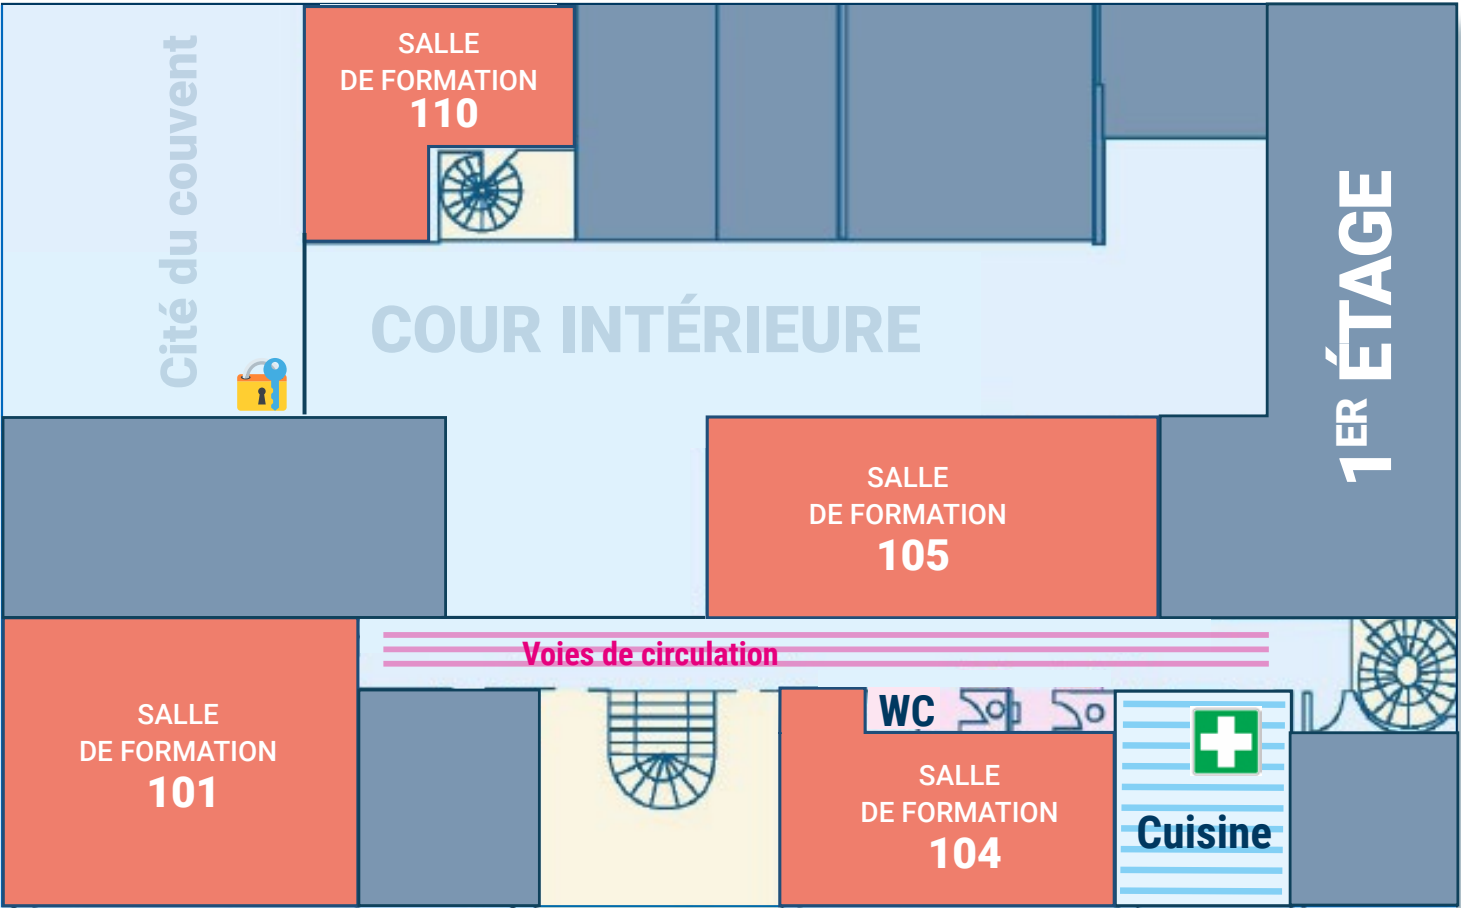 Cité du couvent
SALLE
DE FORMATION
110
COUR INTÉRIEURE
1ER ÉTAGE
SALLE
DE FORMATION
105
Voies de circulation
SALLE
DE FORMATION
101
WC
SALLE
DE FORMATION
104
Cuisine